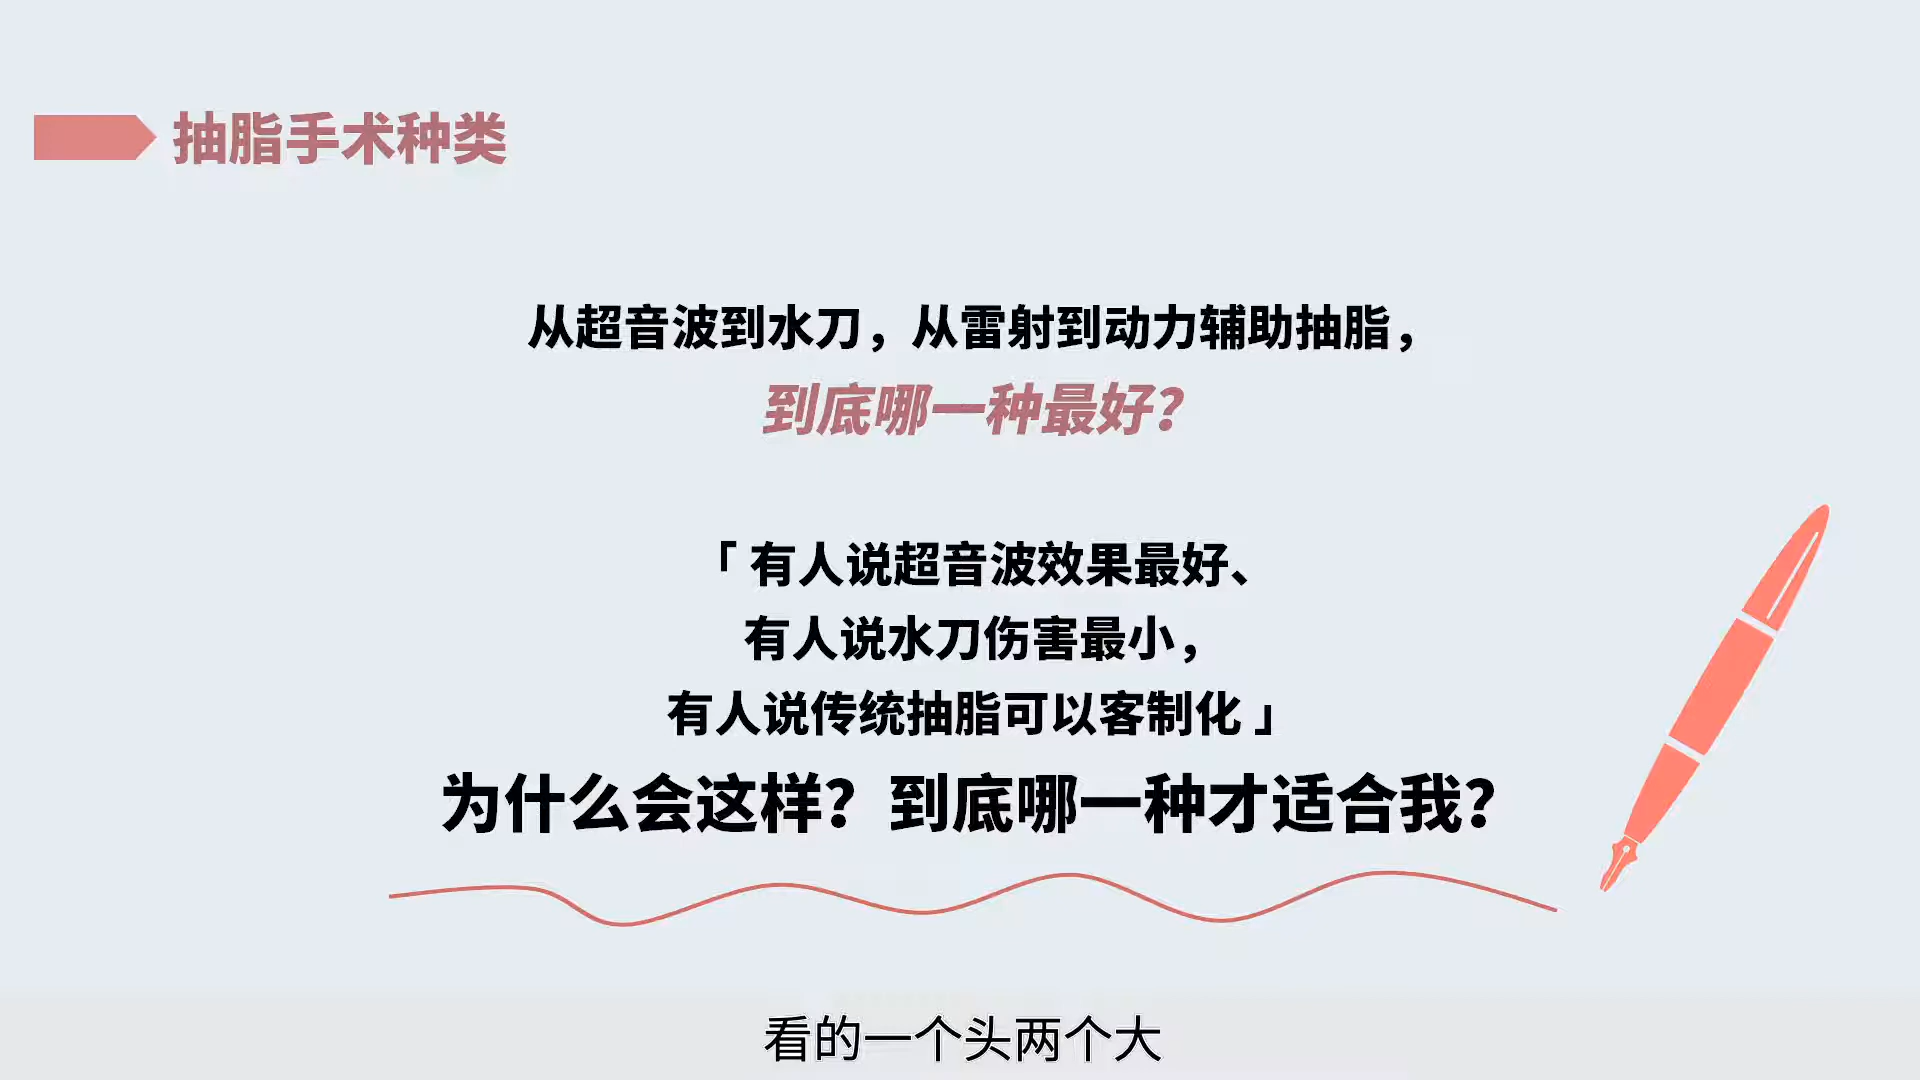 抽脂手术种类
从超音波到水刀，从雷射到动力辅助抽脂，
到底哪一种最好？
「 有人说超音波效果最好、
有人说水刀伤害最小，
有人说传统抽脂可以客制化 」
为什么会这样？到底哪一种才适合我？
看的一个头两个大